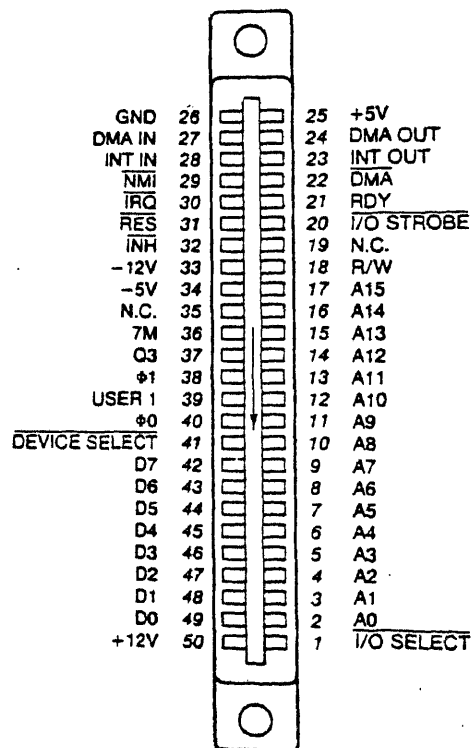 GND 26 25 +5V
DMA IN 27 24 DMA OUT
INT IN 28 23 INT OUT
NMI 29 22 DMA
IRQ 30 21 RDY
RES 31 20 I/O STROBE
INH 32 19 N.C.
-12V 33 18 R/W
-5V 34 17 A15
N.C. 35 16 A14
7M 36 15 A13
Q3 37 14 A12
Φ1 38 13 A11
USER 1 39 12 A10
Φ0 40 11 A9
DEVICE SELECT 41 10 A8
D7 42 9 A7
D6 43 8 A6
D5 44 7 A5
D4 45 6 A4
D3 46 5 A3
D2 47 4 A2
D1 48 3 A1
D0 49 2 A0
+12V 50 1 I/O SELECT